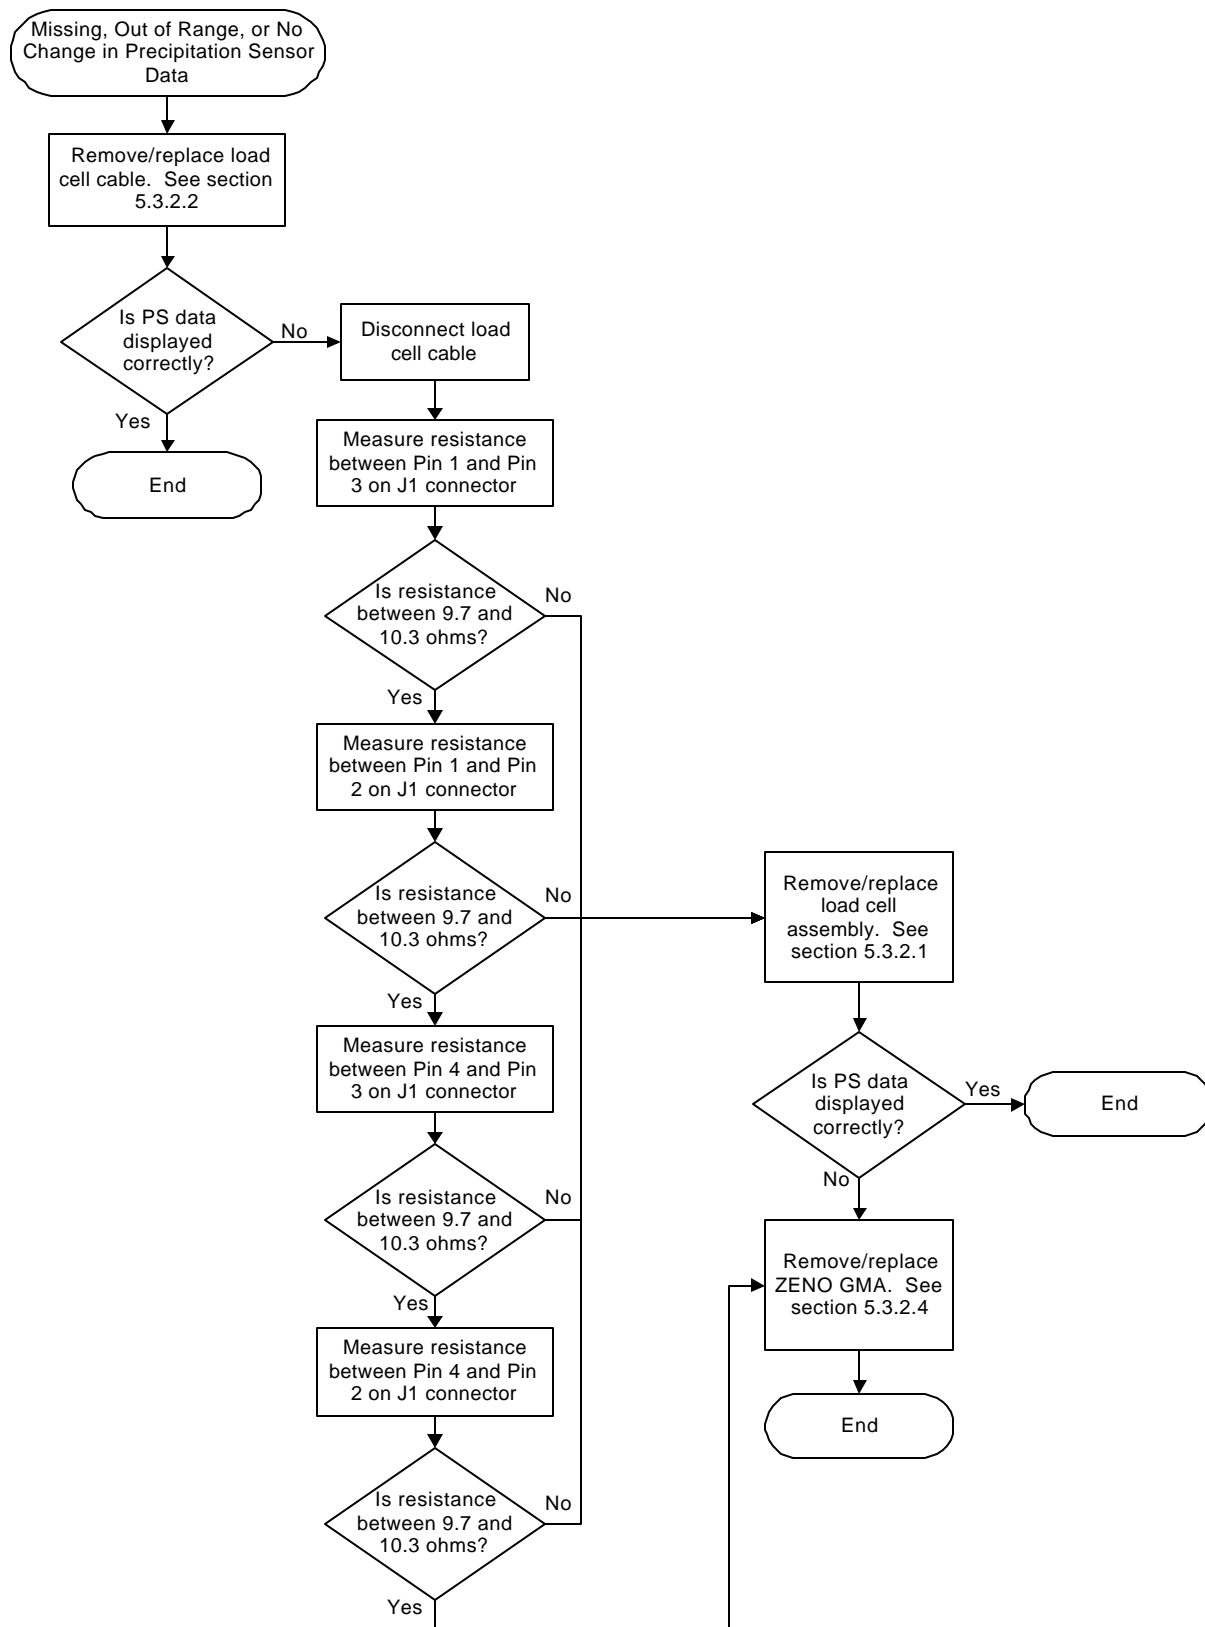 Missing, Out of Range, or No
Change in Precipitation Sensor
Data
Remove/replace load
cell cable. See section
5.3.2.2
Is PS data
displayed
correctly?
No
Disconnect load
cell cable
Yes
End
Measure resistance
between Pin 1 and Pin
3 on J1 connector
Is resistance
between 9.7 and
10.3 ohms?
No
Yes
Measure resistance
between Pin 1 and Pin
2 on J1 connector
Is resistance
between 9.7 and
10.3 ohms?
No
Remove/replace
load cell
assembly. See
section 5.3.2.1
Yes
Measure resistance
between Pin 4 and Pin
3 on J1 connector
Is PS data
displayed
correctly?
Yes
End
No
Is resistance
between 9.7 and
10.3 ohms?
No
Remove/replace
ZENO GMA. See
section 5.3.2.4
Yes
Measure resistance
between Pin 4 and Pin
2 on J1 connector
End
Is resistance
between 9.7 and
10.3 ohms?
No
Yes